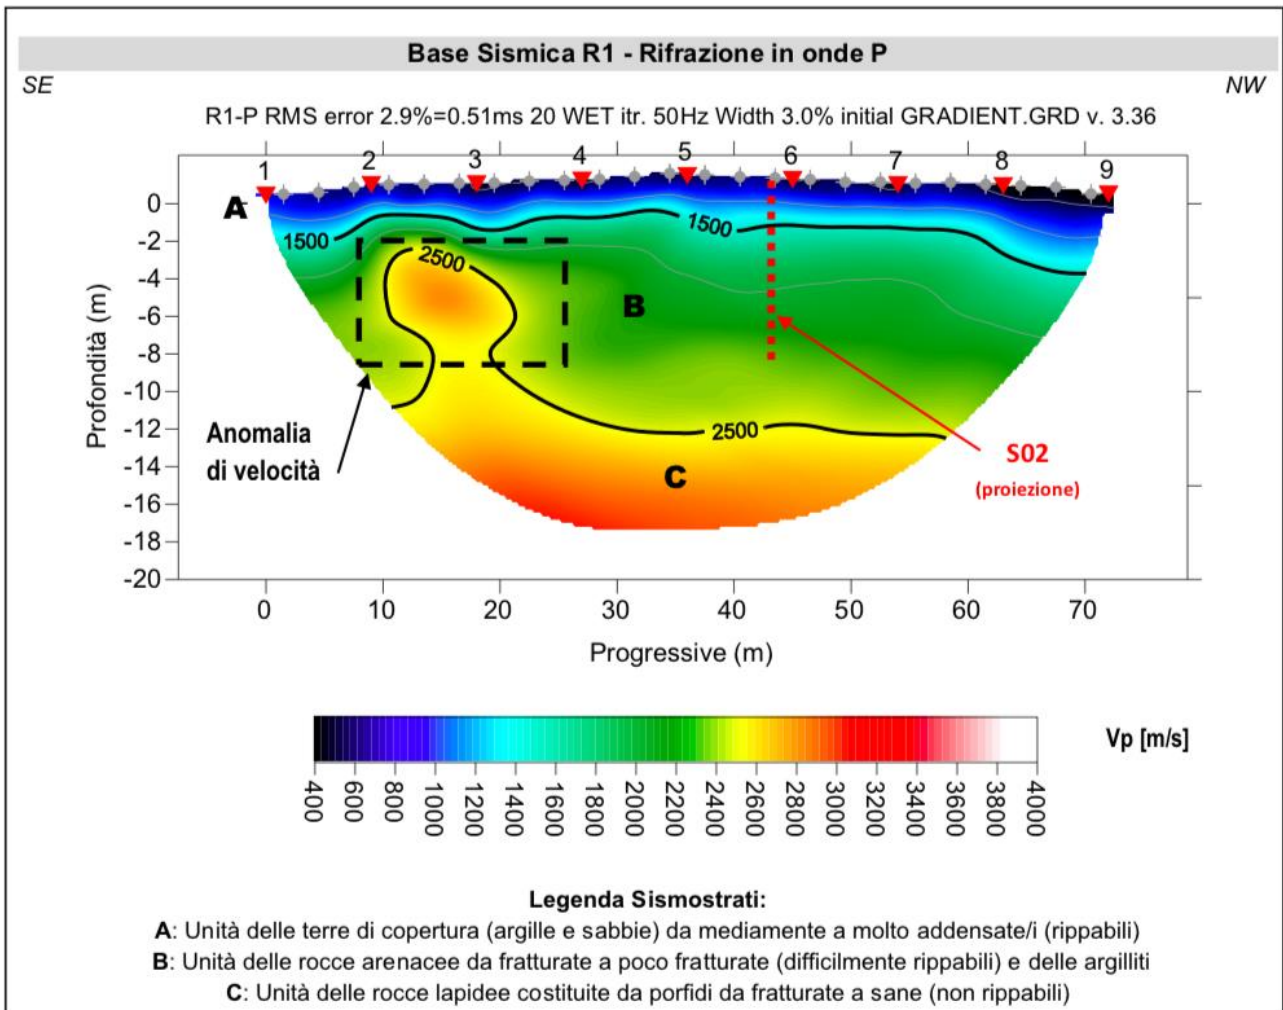 Base Sismica R1 - Rifrazione in onde P
SE
NW
R1-P RMS error 2.9%=0.51ms 20 WET itr. 50Hz Width 3.0% initial GRADIENT.GRD v. 3.36
1 2 3 4 5 6 7 8 9
A
0
-2
-4
-6
-8
-10
-12
-14
-16
-18
-20
Profondità (m)
1500
1500
2500
B
2500
C
Anomalia
di velocità
S02
(proiezione)
0 10 20 30 40 50 60 70
Progressive (m)
Vp [m/s]
400 600 800 1000 1200 1400 1600 1800 2000 2200 2400 2600 2800 3000 3200 3400 3600 3800 4000
Legenda Sismostrati:
A: Unità delle terre di copertura (argille e sabbie) da mediamente a molto addensate/i (rippabili)
B: Unità delle rocce arenacee da fratturate a poco fratturate (difficilmente rippabili) e delle argilliti
C: Unità delle rocce lapidee costituite da porfidi da fratturate a sane (non rippabili)